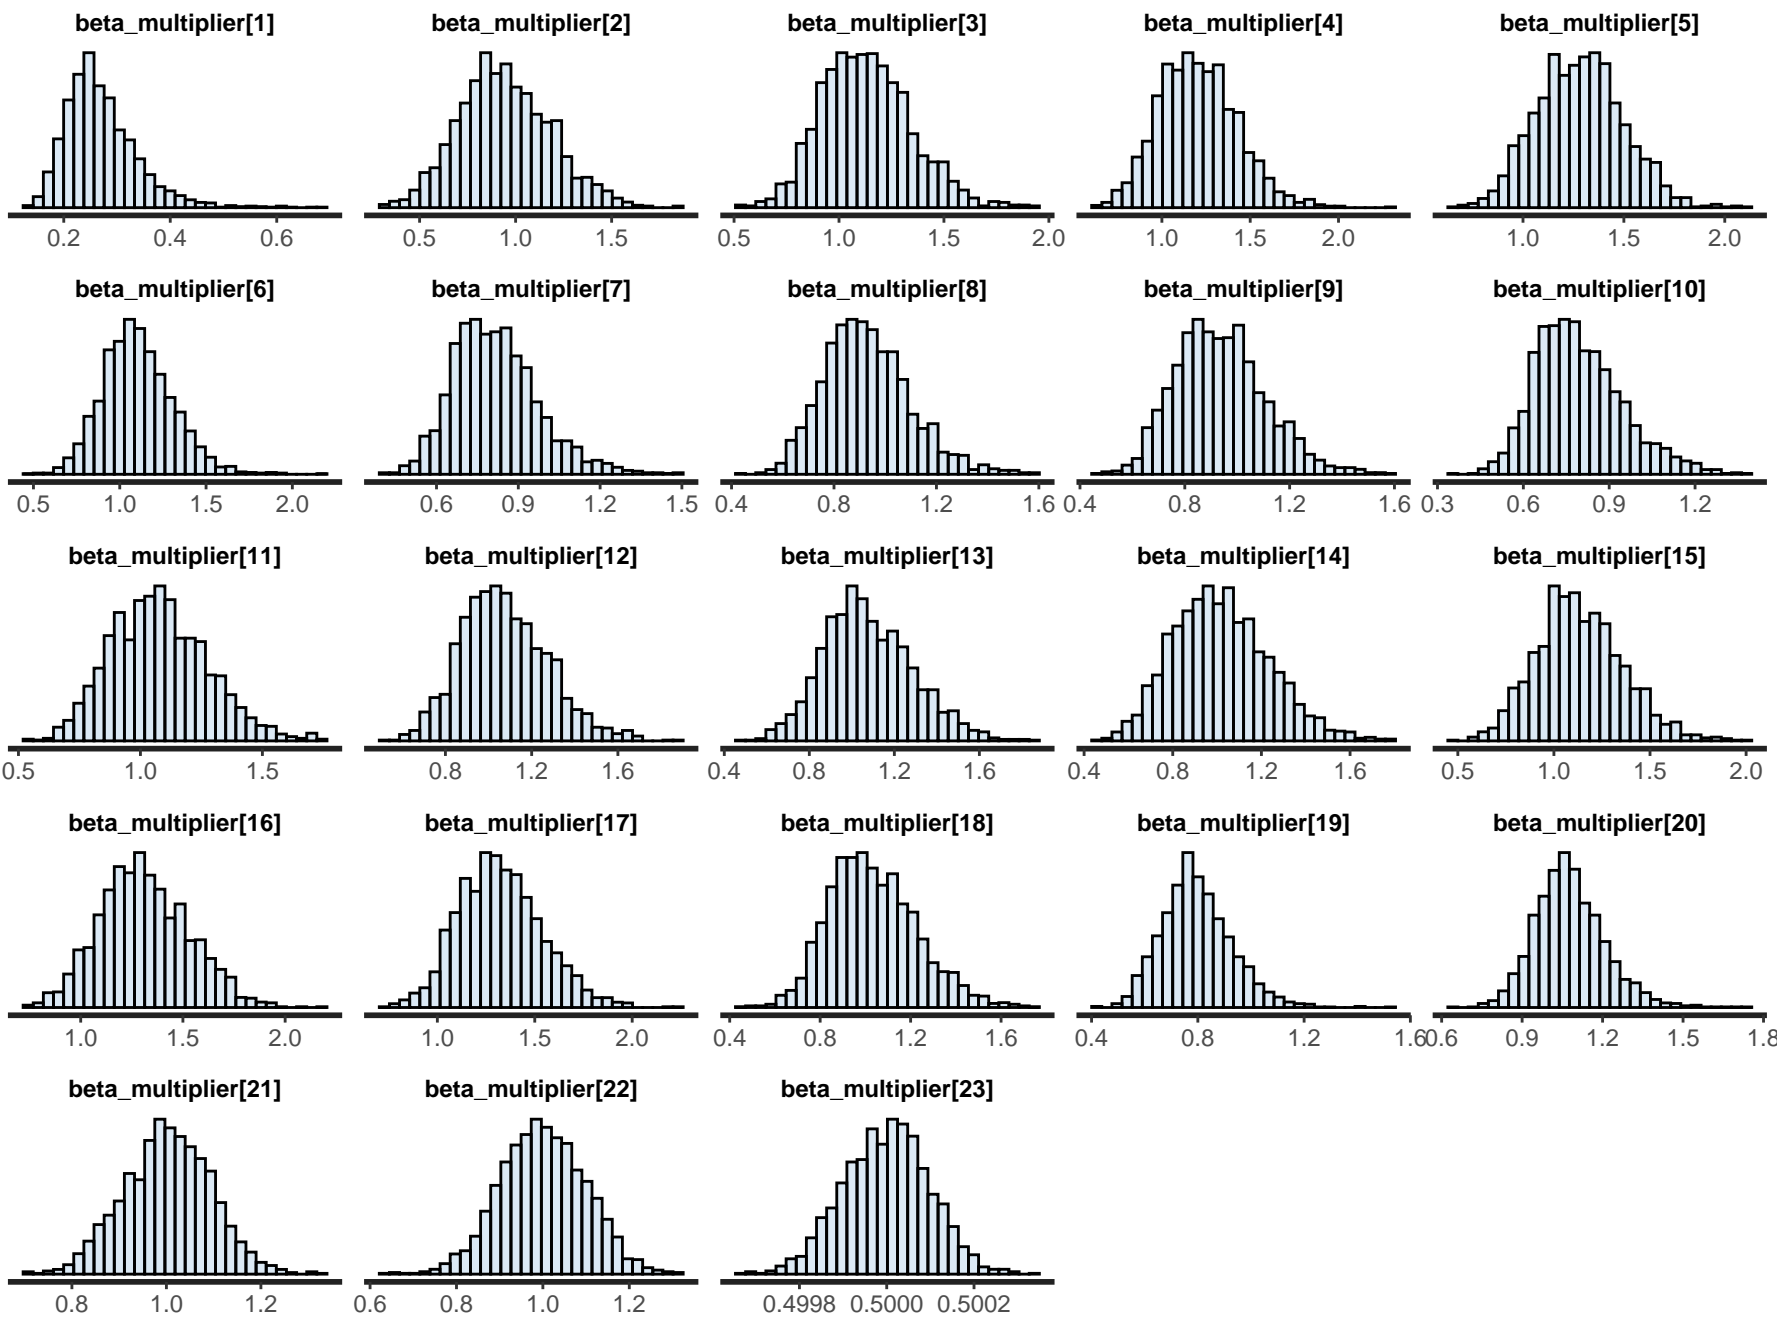 beta_multiplier[1] beta_multiplier[2] beta_multiplier[3] beta_multiplier[4] beta_multiplier[5]
0.2 0.4 0.6 0.5 1.0 1.5 0.5 1.0 1.5 2.0 1.0 1.5 2.0 1.0 1.5 2.0
beta_multiplier[6] beta_multiplier[7] beta_multiplier[8] beta_multiplier[9] beta_multiplier[10]
0.5 1.0 1.5 2.0 0.6 0.9 1.2 1.5 0.4 0.8 1.2 1.6 0.4 0.8 1.2 1.6 0.3 0.6 0.9 1.2
beta_multiplier[11] beta_multiplier[12] beta_multiplier[13] beta_multiplier[14] beta_multiplier[15]
0.5 1.0 1.5 0.8 1.2 1.6 0.4 0.8 1.2 1.6 0.4 0.8 1.2 1.6 0.5 1.0 1.5 2.0
beta_multiplier[16] beta_multiplier[17] beta_multiplier[18] beta_multiplier[19] beta_multiplier[20]
1.0 1.5 2.0 1.0 1.5 2.0 0.4 0.8 1.2 1.6 0.4 0.8 1.2 1.6 0.6 0.9 1.2 1.5 1.8
beta_multiplier[21] beta_multiplier[22] beta_multiplier[23]
0.8 1.0 1.2 0.6 0.8 1.0 1.2 0.4998 0.5000 0.5002